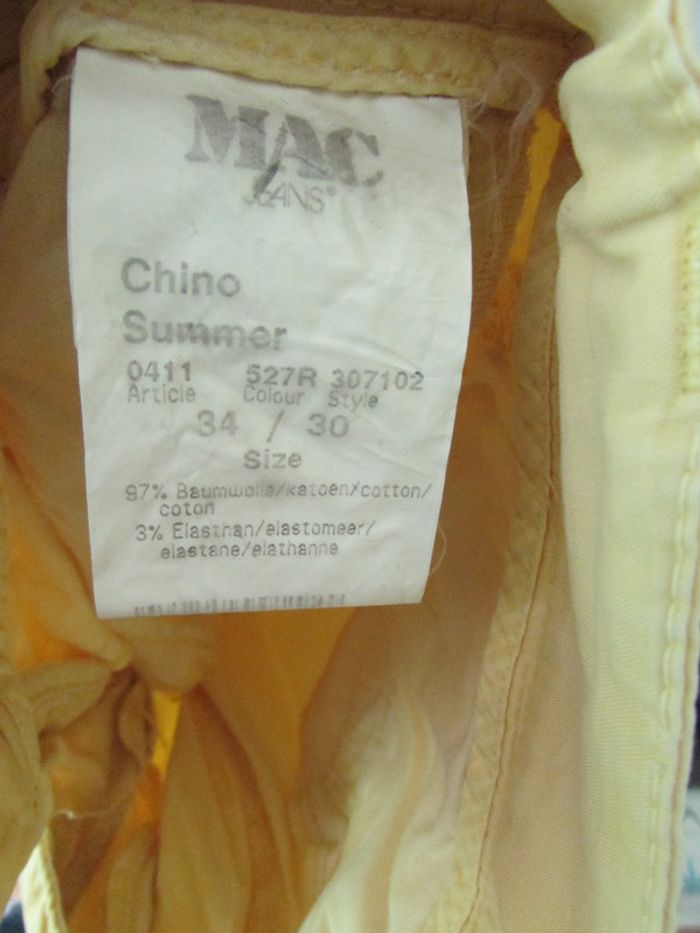 MAC
JEANS®
Chino
Summer
0411 527R 307102
Article Colour Style
34 / 30
Size
97% Baumwolle/katoen/cotton/
coton
3% Elasthan/elastomeer/
elastane/elathanne